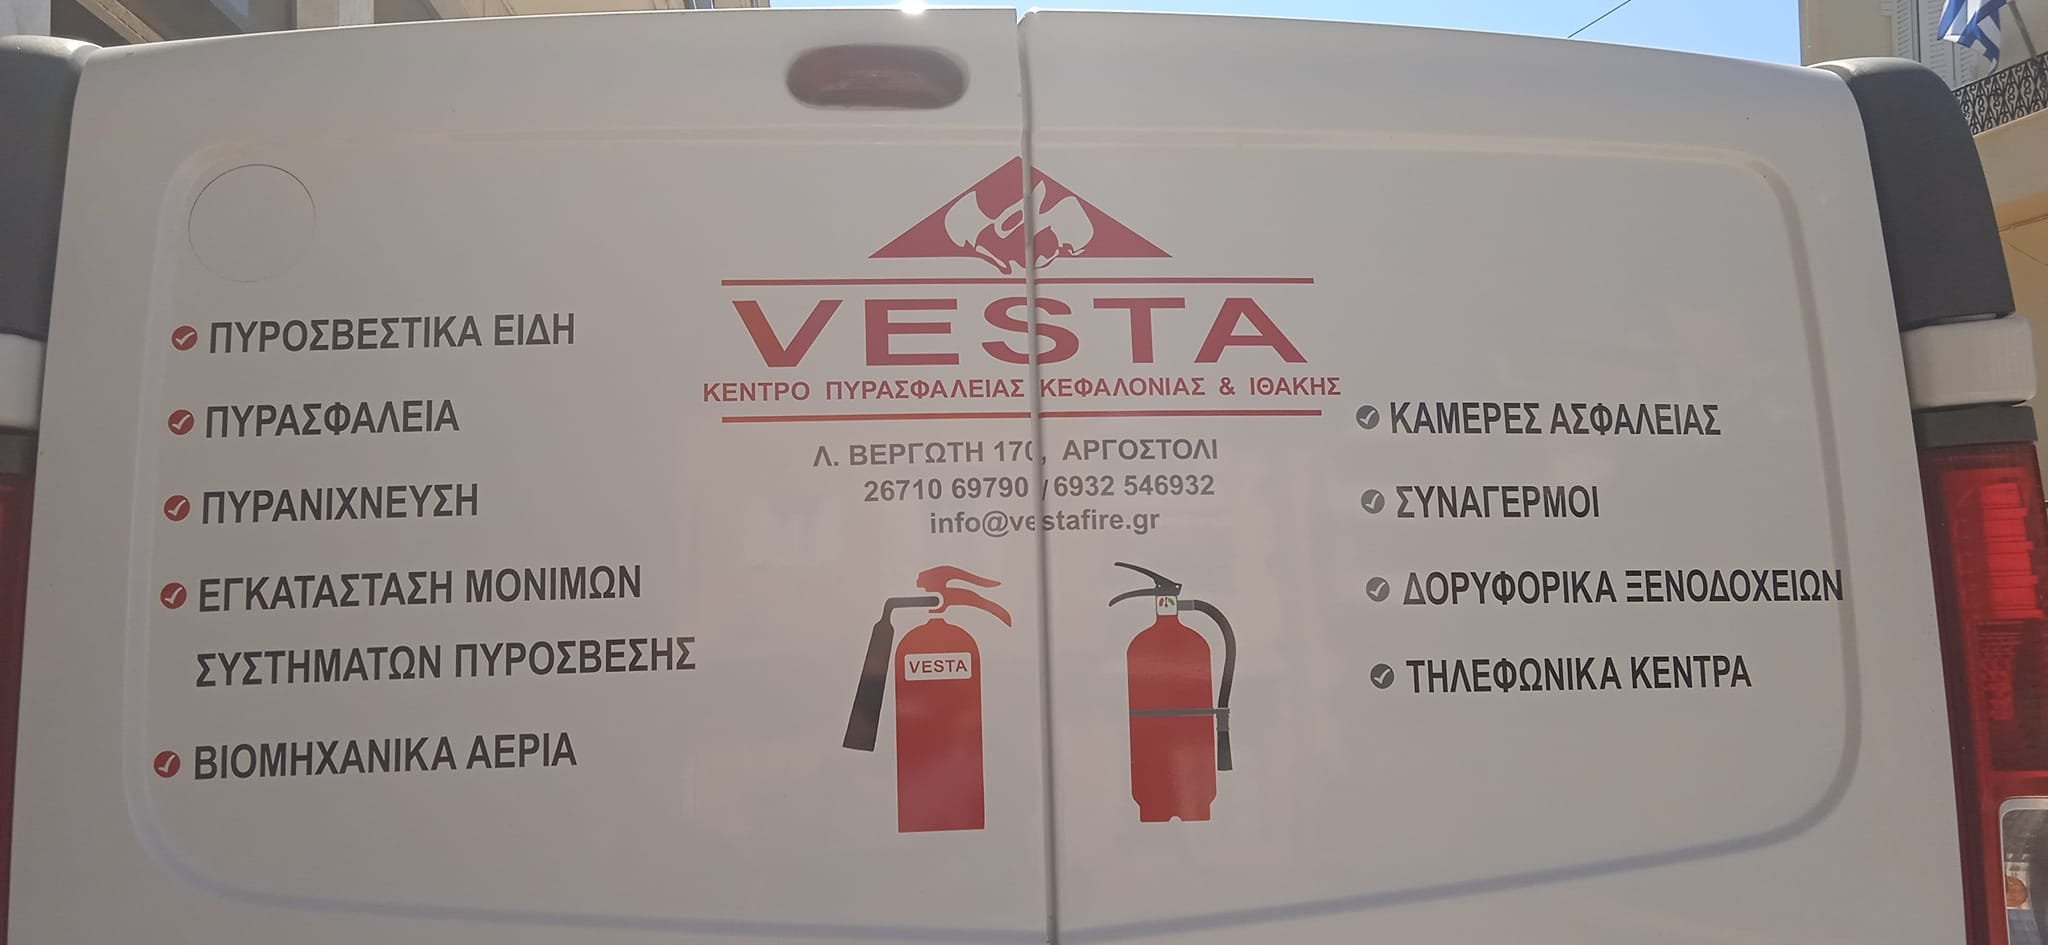 VESTA
ΚΕΝΤΡΟ ΠΥΡΑΣΦΑΛΕΙΑΣ ΚΕΦΑΛΟΝΙΑΣ & ΙΘΑΚΗΣ
Λ. ΒΕΡΓΩΤΗ 170, ΑΡΓΟΣΤΟΛΙ
26710 69790 / 6932 546932
info@vestafire.gr
ΠΥΡΟΣΒΕΣΤΙΚΑ ΕΙΔΗ
ΠΥΡΑΣΦΑΛΕΙΑ
ΠΥΡΑΝΙΧΝΕΥΣΗ
ΕΓΚΑΤΑΣΤΑΣΗ ΜΟΝΙΜΩΝ
ΣΥΣΤΗΜΑΤΩΝ ΠΥΡΟΣΒΕΣΗΣ
ΒΙΟΜΗΧΑΝΙΚΑ ΑΕΡΙΑ
VESTA
ΚΑΜΕΡΕΣ ΑΣΦΑΛΕΙΑΣ
ΣΥΝΑΓΕΡΜΟΙ
ΔΟΡΥΦΟΡΙΚΑ ΞΕΝΟΔΟΧΕΙΩΝ
ΤΗΛΕΦΩΝΙΚΑ ΚΕΝΤΡΑ